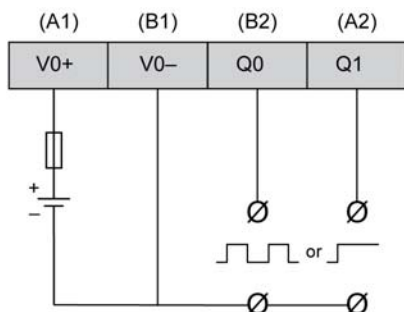 (A1) (B1) (B2) (A2)
V0+ V0– Q0 Q1
+
–
or